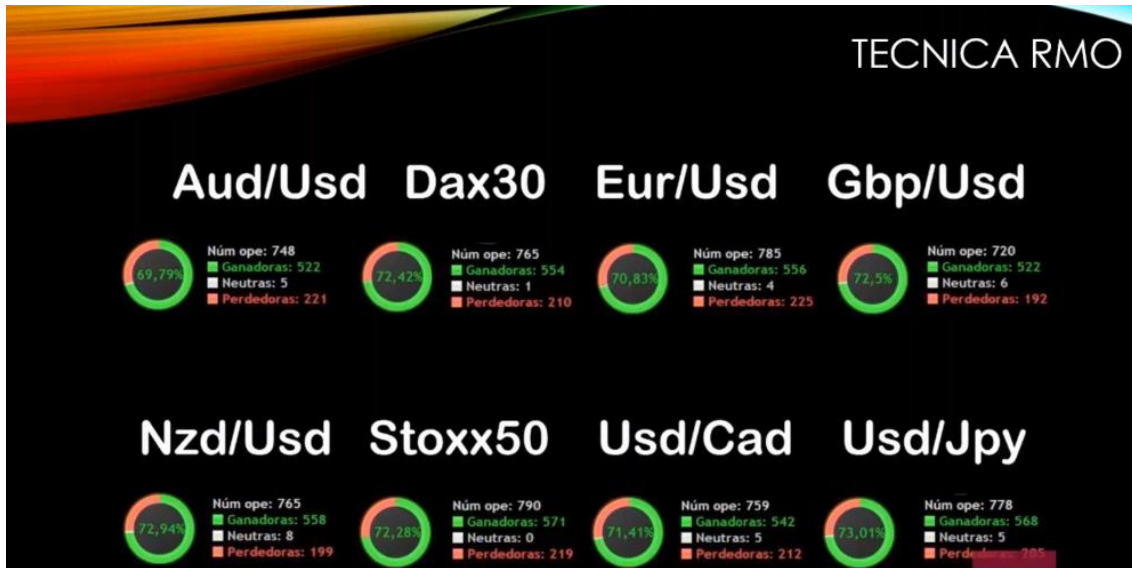 TECNICA RMO
Aud/Usd Dax30 Eur/Usd Gbp/Usd
69,79%
Núm ope: 748
Ganadoras: 522
Neutras: 5
Perdedoras: 221
72,42%
Núm ope: 765
Ganadoras: 554
Neutras: 1
Perdedoras: 210
70,83%
Núm ope: 785
Ganadoras: 556
Neutras: 4
Perdedoras: 225
72,5%
Núm ope: 720
Ganadoras: 522
Neutras: 6
Perdedoras: 192
Nzd/Usd Stoxx50 Usd/Cad Usd/Jpy
72,94%
Núm ope: 765
Ganadoras: 558
Neutras: 8
Perdedoras: 199
72,28%
Núm ope: 790
Ganadoras: 571
Neutras: 0
Perdedoras: 219
71,41%
Núm ope: 759
Ganadoras: 542
Neutras: 5
Perdedoras: 212
73,01%
Núm ope: 778
Ganadoras: 568
Neutras: 5
Perdedoras: 205